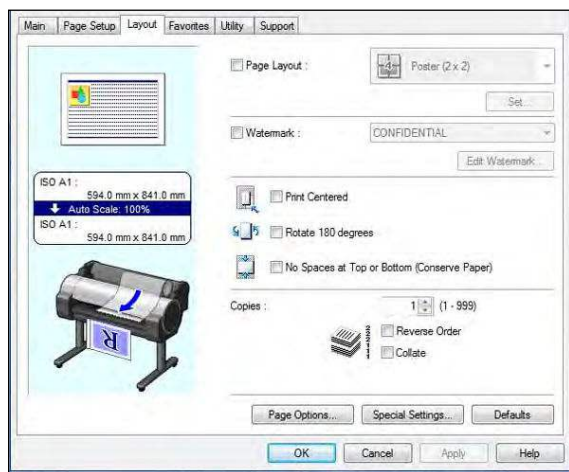 Main Page Setup Layout Favorites Utility Support
Page Layout : Poster (2 x 2)
Set...
Watermark : CONFIDENTIAL
Edit Watermark...
ISO A1 :
594.0 mm x 841.0 mm
Auto Scale: 100%
ISO A1 :
594.0 mm x 841.0 mm
Print Centered
Rotate 180 degrees
No Spaces at Top or Bottom (Conserve Paper)
Copies : 1 (1 - 999)
Reverse Order
Collate
R
Page Options... Special Settings... Defaults
OK Cancel Apply Help